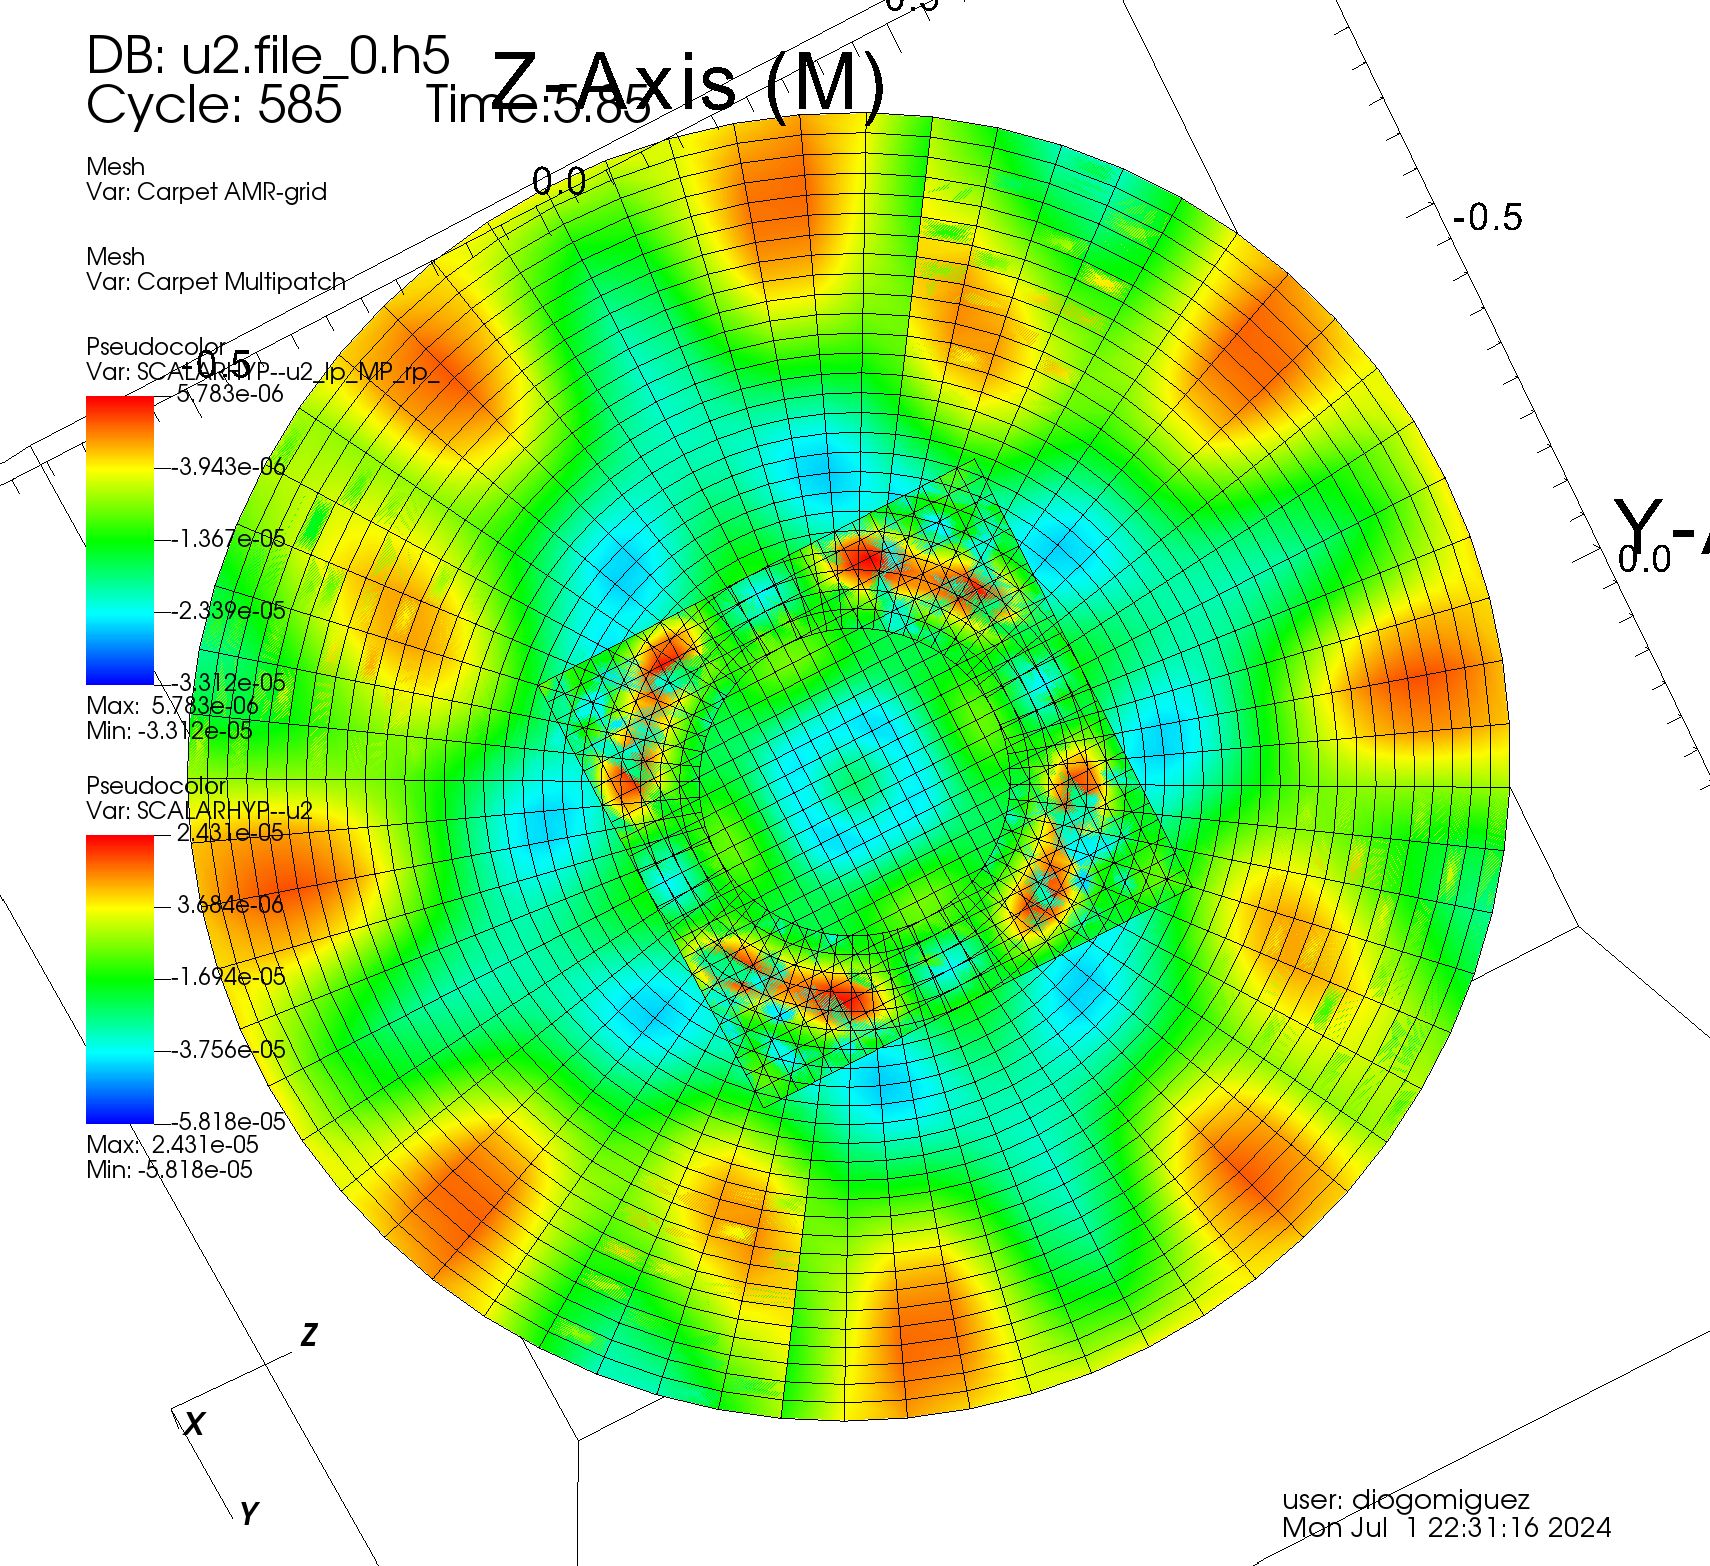 DB: u2.file_0.h5
Cycle: 585 Time:5.85
Z-Axis (M)
0.5
0.0
-0.5
Mesh
Var: Carpet AMR-grid
Mesh
Var: Carpet Multipatch
Pseudocolor
Var: SCALARHYP--u2_lp_MP_rp_
5.783e-06
-3.943e-06
-1.367e-05
-2.339e-05
-3.312e-05
Max: 5.783e-06
Min: -3.312e-05
Pseudocolor
Var: SCALARHYP--u2
2.431e-05
3.684e-06
-1.694e-05
-3.756e-05
-5.818e-05
Max: 2.431e-05
Min: -5.818e-05
-0.5
Y-A
0.0
Z
X
Y
user: diogomiguez
Mon Jul 1 22:31:16 2024